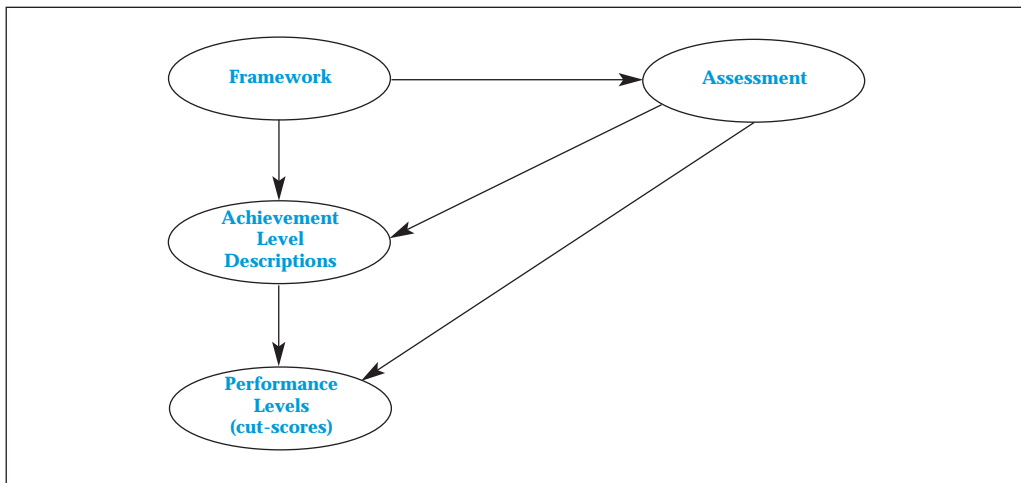 Framework
Assessment
Achievement
Level
Descriptions
Performance
Levels
(cut-scores)